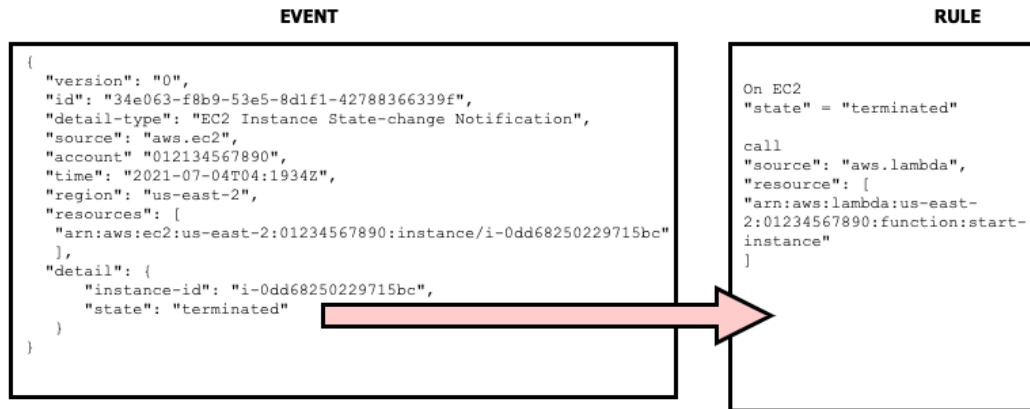 EVENT
{
"version": "0",
"id": "34e063-f8b9-53e5-8d1f1-42788366339f",
"detail-type": "EC2 Instance State-change Notification",
"source": "aws.ec2",
"account" "012134567890",
"time": "2021-07-04T04:1934Z",
"region": "us-east-2",
"resources": [
"arn:aws:ec2:us-east-2:01234567890:instance/i-0dd68250229715bc"
],
"detail": {
"instance-id": "i-0dd68250229715bc",
"state": "terminated"
}
}
RULE
On EC2
"state" = "terminated"
call
"source": "aws.lambda",
"resource": [
"arn:aws:lambda:us-east-
2:01234567890:function:start-
instance"
]